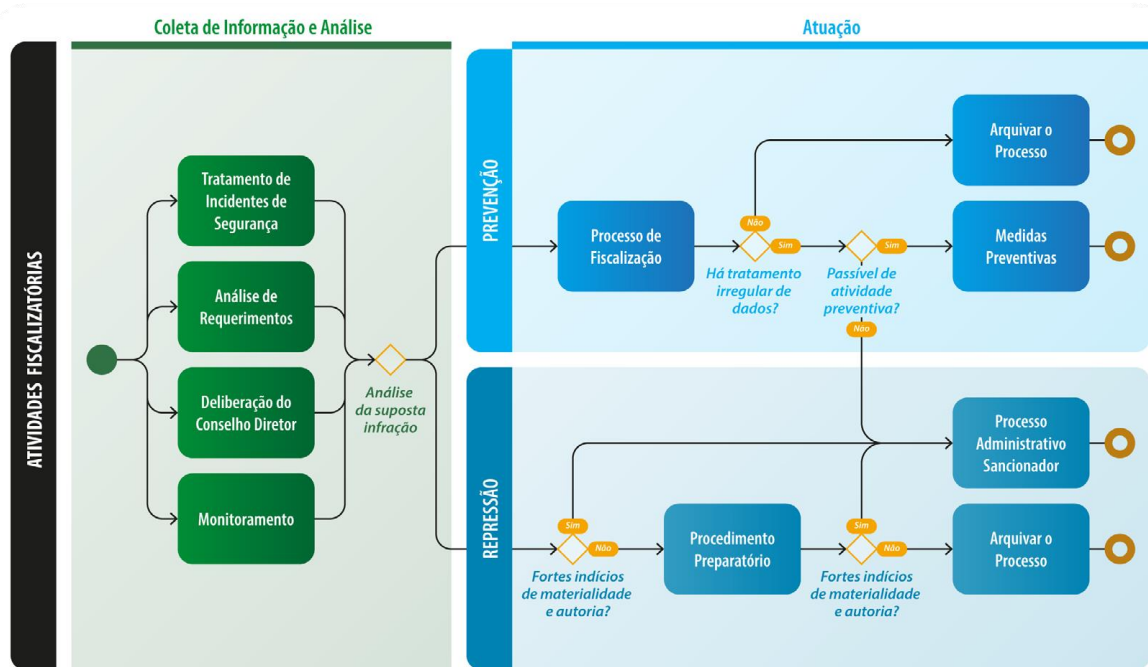 Coleta de Informação e Análise
Atuação
ATIVIDADES FISCALIZATÓRIAS
Tratamento de
Incidentes de
Segurança
Análise de
Requerimentos
Deliberação do
Conselho Diretor
Monitoramento
Análise
da suposta
infração
PREVENÇÃO
Processo de
Fiscalização
Não
Sim
Há tratamento
irregular de
dados?
Sim
Passível de
atividade
preventiva?
Não
Arquivar o
Processo
Medidas
Preventivas
REPRESSÃO
Sim
Não
Fortes indícios
de materialidade
e autoria?
Procedimento
Preparatório
Sim
Não
Fortes indícios
de materialidade
e autoria?
Processo
Administrativo
Sancionador
Arquivar o
Processo